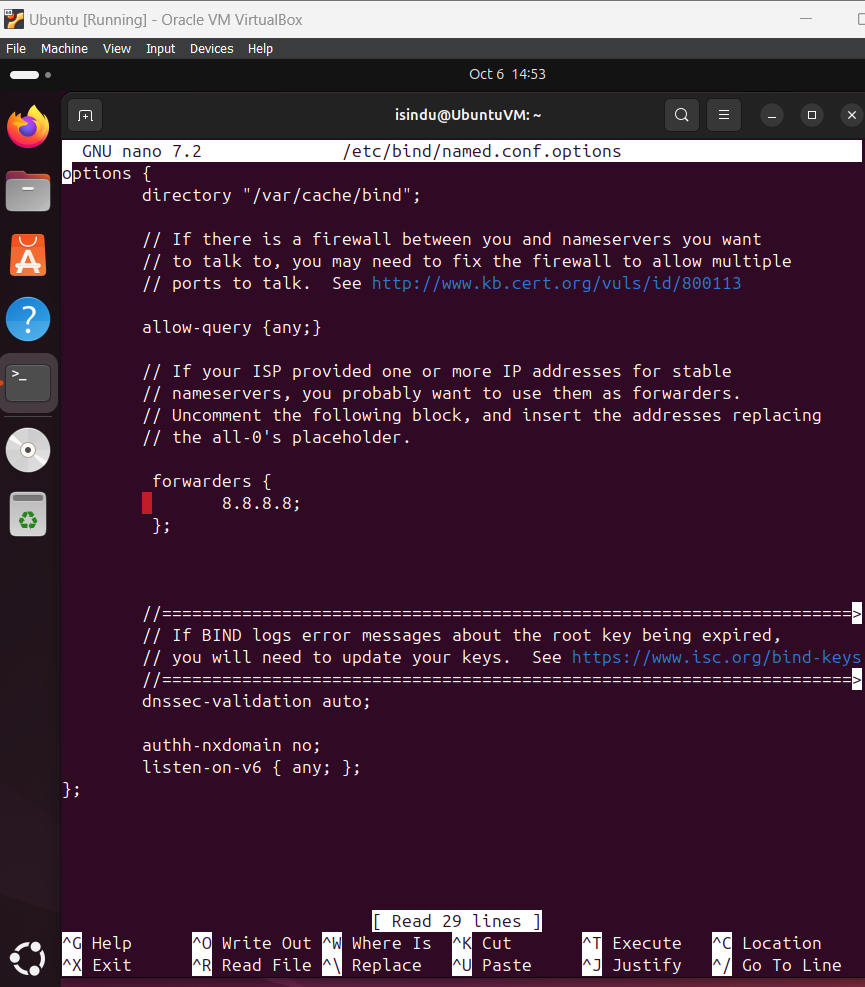 Ubuntu [Running] - Oracle VM VirtualBox
File Machine View Input Devices Help
Oct 6 14:53
isindu@UbuntuVM: ~
GNU nano 7.2 /etc/bind/named.conf.options
options {
directory "/var/cache/bind";
// If there is a firewall between you and nameservers you want
// to talk to, you may need to fix the firewall to allow multiple
// ports to talk. See http://www.kb.cert.org/vuls/id/800113
allow-query {any;}
// If your ISP provided one or more IP addresses for stable
// nameservers, you probably want to use them as forwarders.
// Uncomment the following block, and insert the addresses replacing
// the all-0's placeholder.
forwarders {
8.8.8.8;
};
//=====================================================================>
// If BIND logs error messages about the root key being expired,
// you will need to update your keys. See https://www.isc.org/bind-keys
//=====================================================================>
dnssec-validation auto;
authh-nxdomain no;
listen-on-v6 { any; };
};
[ Read 29 lines ]
^G Help ^O Write Out ^W Where Is ^K Cut ^T Execute ^C Location
^X Exit ^R Read File ^\ Replace ^U Paste ^J Justify ^/ Go To Line